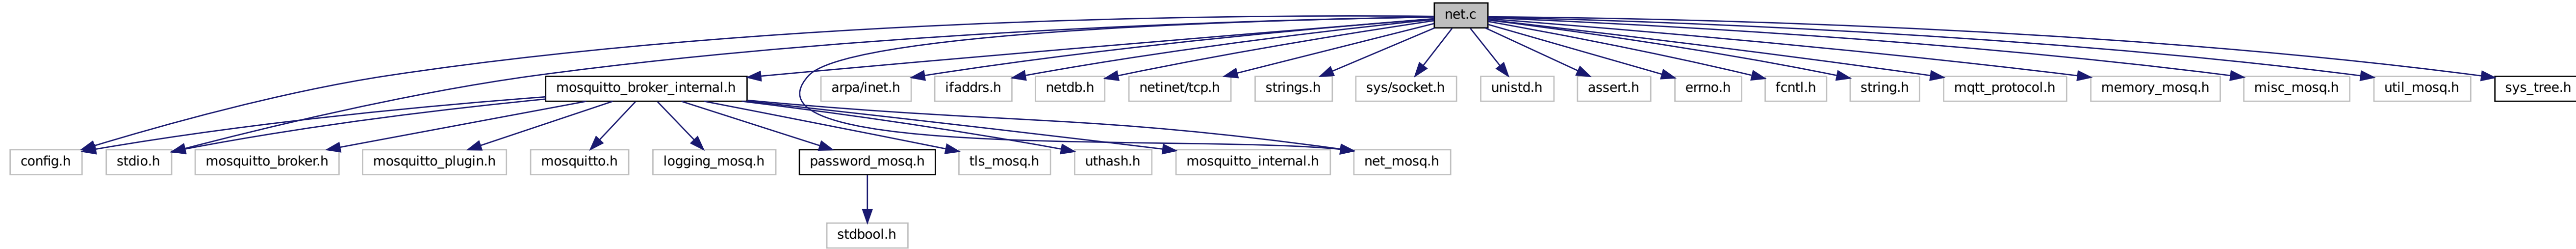 net.c
mosquitto_broker_internal.h
arpa/inet.h
ifaddrs.h
netdb.h
netinet/tcp.h
strings.h
sys/socket.h
unistd.h
assert.h
errno.h
fcntl.h
string.h
mqtt_protocol.h
memory_mosq.h
misc_mosq.h
util_mosq.h
sys_tree.h
config.h
stdio.h
mosquitto_broker.h
mosquitto_plugin.h
mosquitto.h
logging_mosq.h
password_mosq.h
tls_mosq.h
uthash.h
mosquitto_internal.h
net_mosq.h
stdbool.h